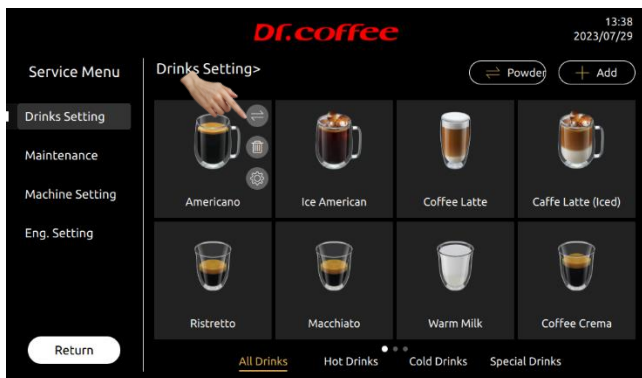 Dr.coffee
13:38
2023/07/29
Service Menu
Drinks Setting>
Powder
Add
Drinks Setting
Maintenance
Machine Setting
Eng. Setting
Americano
Ice American
Coffee Latte
Caffe Latte (Iced)
Ristretto
Macchiato
Warm Milk
Coffee Crema
Return
All Drinks
Hot Drinks
Cold Drinks
Special Drinks